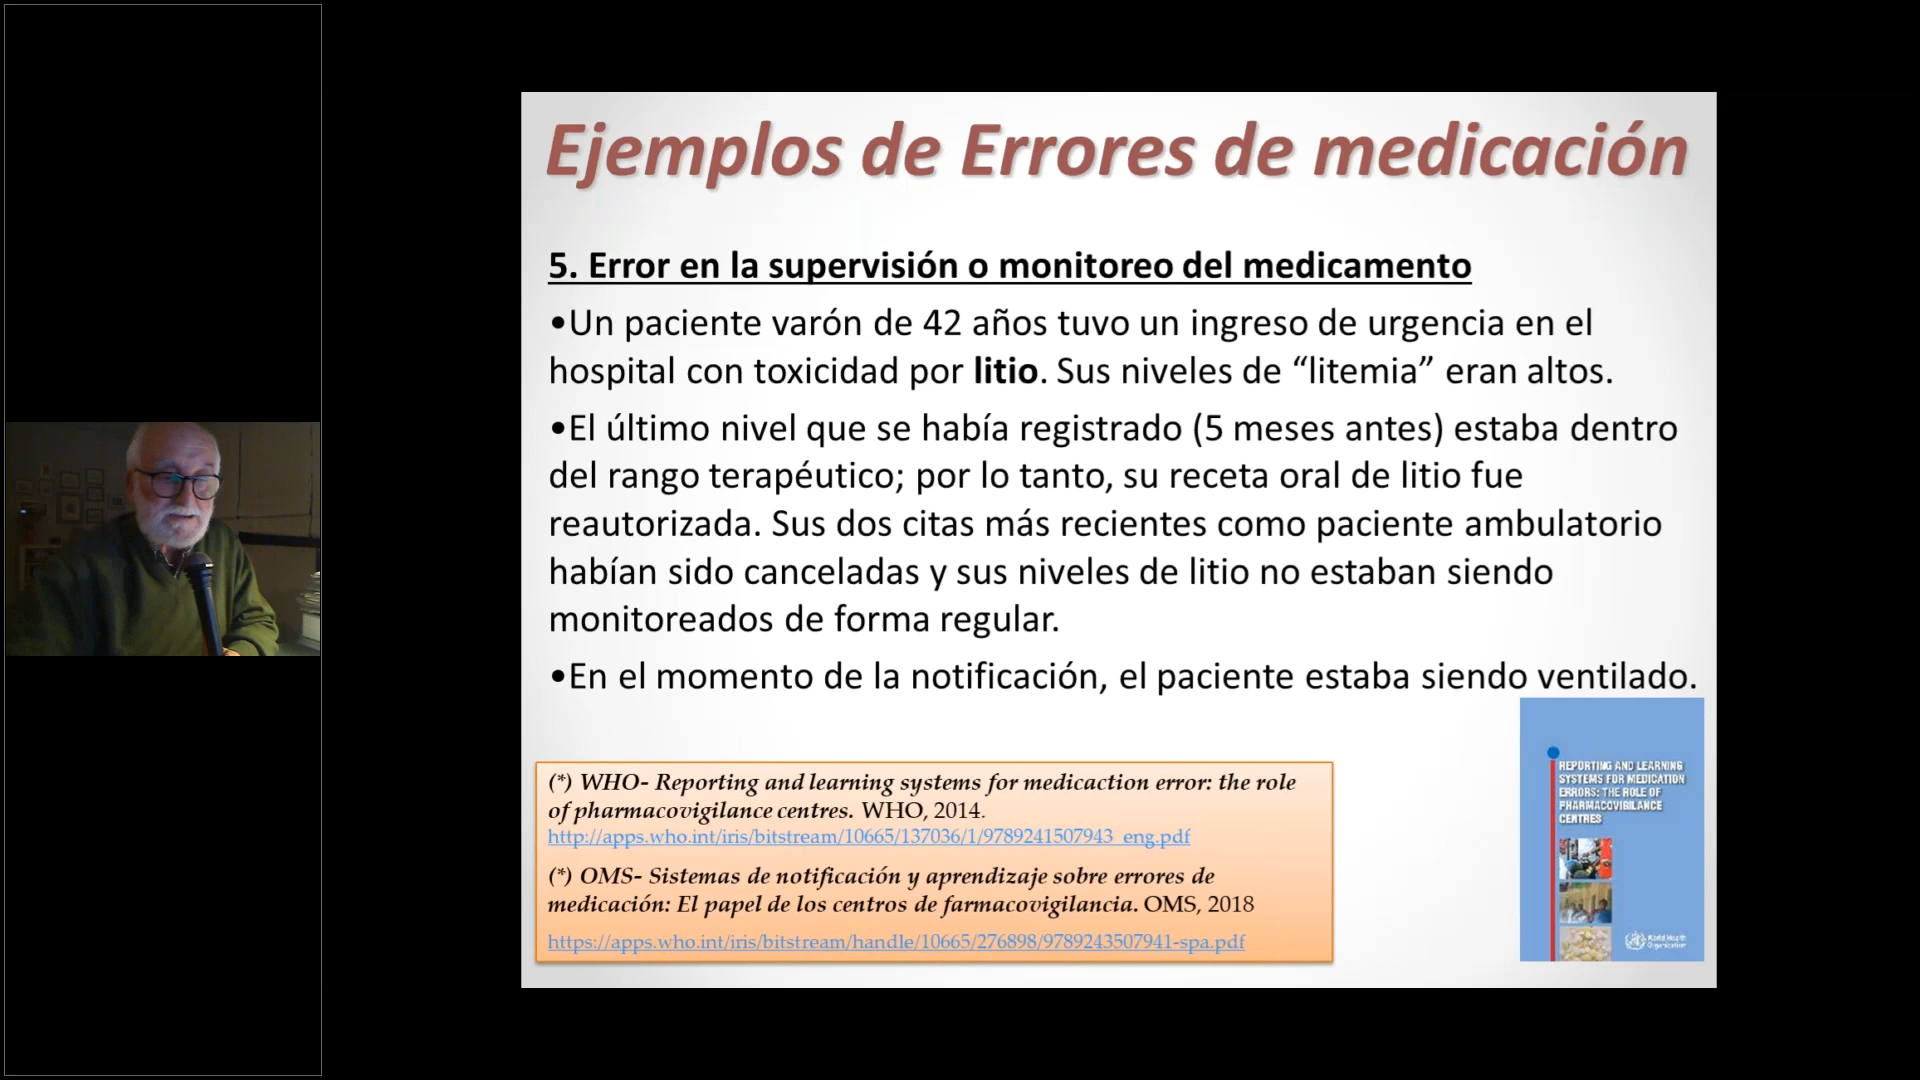 Ejemplos de Errores de medicación
5. Error en la supervisión o monitoreo del medicamento
•Un paciente varón de 42 años tuvo un ingreso de urgencia en el
hospital con toxicidad por litio. Sus niveles de “litemia” eran altos.
•El último nivel que se había registrado (5 meses antes) estaba dentro
del rango terapéutico; por lo tanto, su receta oral de litio fue
reautorizada. Sus dos citas más recientes como paciente ambulatorio
habían sido canceladas y sus niveles de litio no estaban siendo
monitoreados de forma regular.
•En el momento de la notificación, el paciente estaba siendo ventilado.
(*) WHO- Reporting and learning systems for medicaction error: the role
of pharmacovigilance centres. WHO, 2014.
http://apps.who.int/iris/bitstream/10665/137036/1/9789241507943_eng.pdf
(*) OMS- Sistemas de notificación y aprendizaje sobre errores de
medicación: El papel de los centros de farmacovigilancia. OMS, 2018
https://apps.who.int/iris/bitstream/handle/10665/276898/9789243507941-spa.pdf
REPORTING AND LEARNING
SYSTEMS FOR MEDICATION
ERRORS: THE ROLE OF
PHARMACOVIGILANCE
CENTRES
World Health
Organization